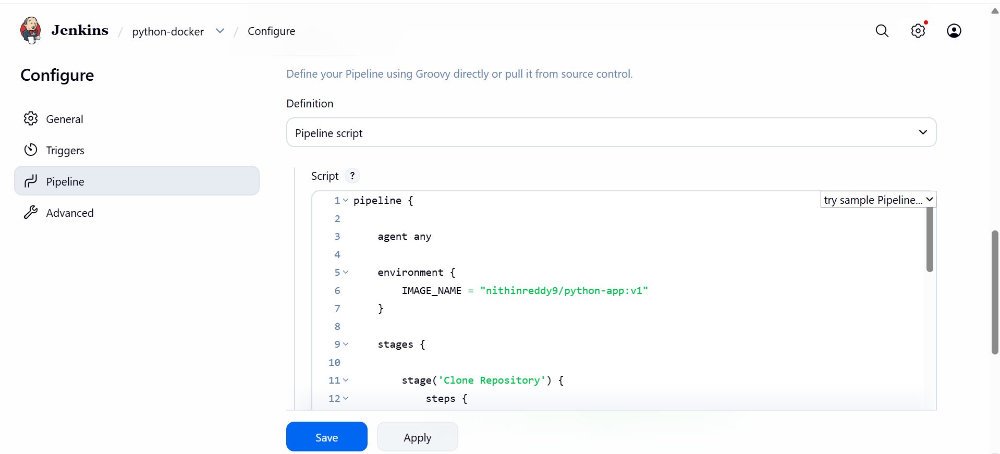 Jenkins / python-docker / Configure
Configure
General
Triggers
Pipeline
Advanced
Define your Pipeline using Groovy directly or pull it from source control.
Definition
Pipeline script
Script ?
try sample Pipeline...
1 pipeline {
2
3     agent any
4
5     environment {
6         IMAGE_NAME = "nithinreddy9/python-app:v1"
7     }
8
9     stages {
10
11         stage('Clone Repository') {
12             steps {
Save
Apply